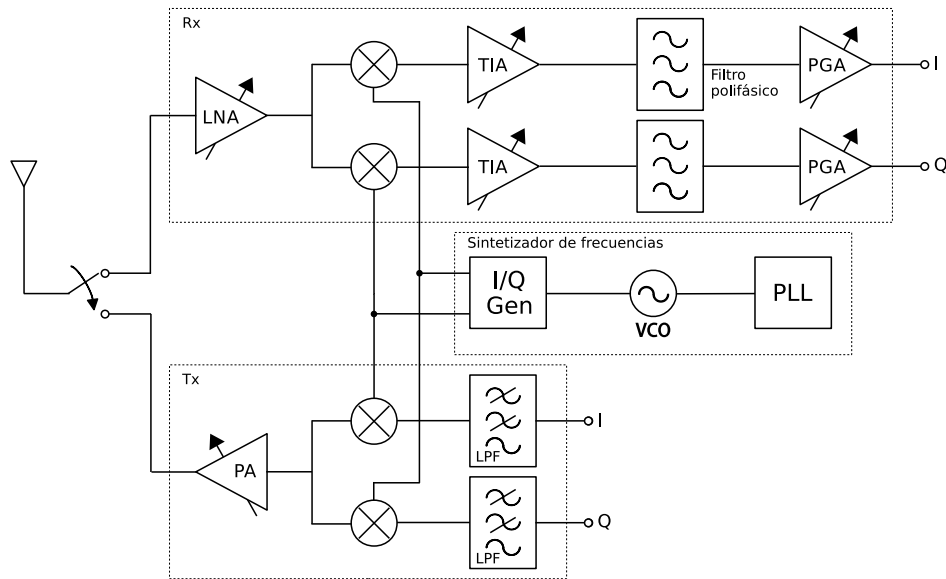 Rx
LNA
TIA
Filtro
polifásico
PGA
I
TIA
PGA
Q
Sintetizador de frecuencias
I/Q
Gen
VCO
PLL
Tx
PA
LPF
I
LPF
Q